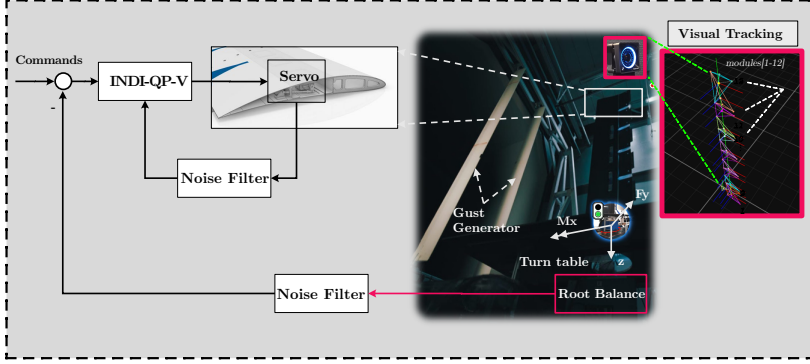 Visual Tracking
Commands
modules[1-12]
INDI-QP-V
Servo
-
Noise Filter
Fy
Gust
Generator
Mx
Turn table
z
Noise Filter
Root Balance